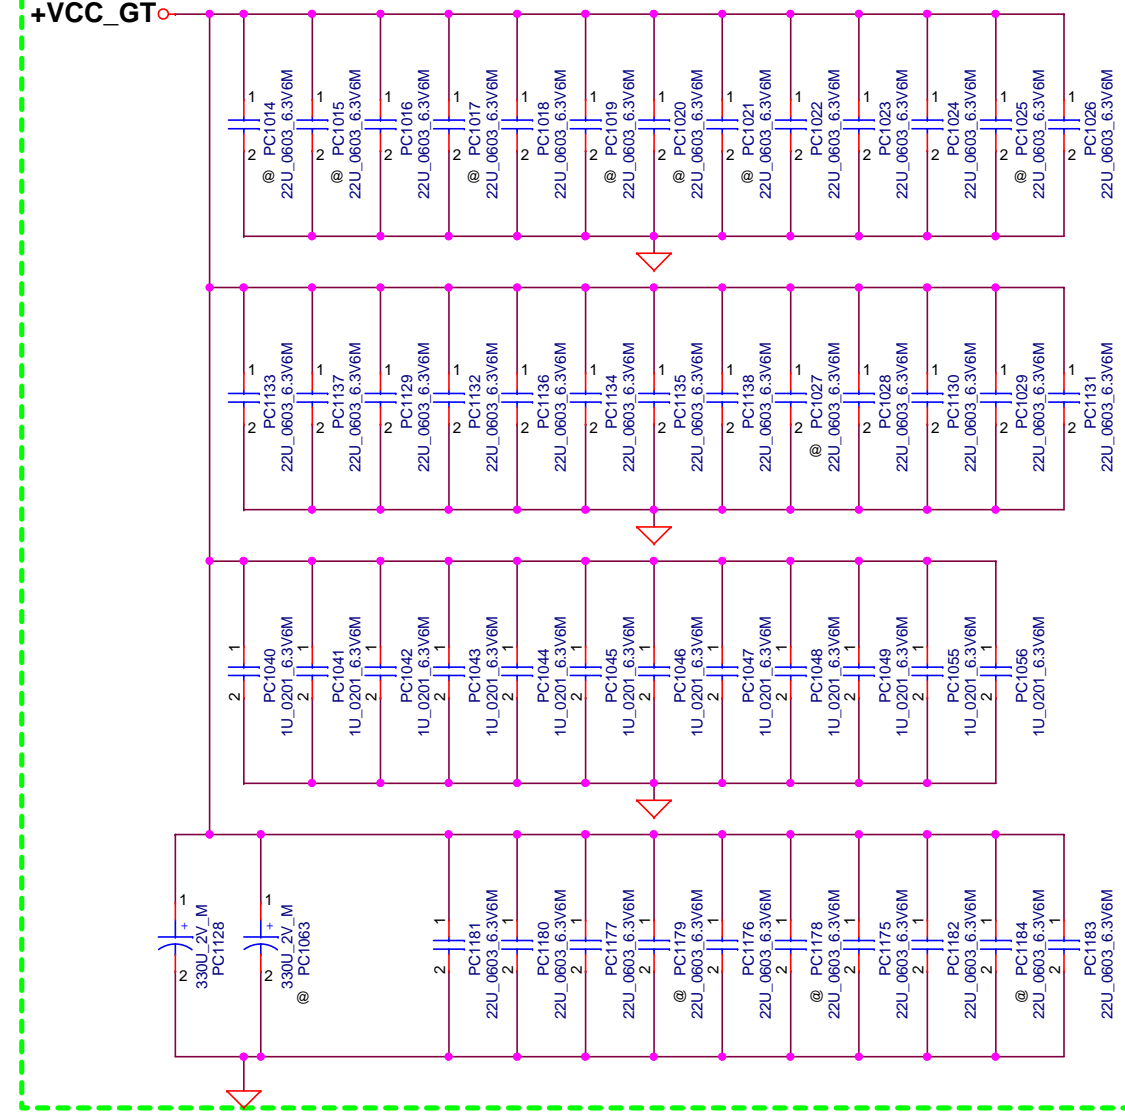 +VCC_GT
1
2
@
PC1014
22U_0603_6.3V6M
1
2
@
PC1015
22U_0603_6.3V6M
1
2
PC1016
22U_0603_6.3V6M
1
2
@
PC1017
22U_0603_6.3V6M
1
2
PC1018
22U_0603_6.3V6M
1
2
@
PC1019
22U_0603_6.3V6M
1
2
@
PC1020
22U_0603_6.3V6M
1
2
@
PC1021
22U_0603_6.3V6M
1
2
PC1022
22U_0603_6.3V6M
1
2
PC1023
22U_0603_6.3V6M
1
2
PC1024
22U_0603_6.3V6M
1
2
@
PC1025
22U_0603_6.3V6M
1
2
PC1026
22U_0603_6.3V6M
1
2
PC1133
22U_0603_6.3V6M
1
2
PC1137
22U_0603_6.3V6M
1
2
PC1129
22U_0603_6.3V6M
1
2
PC1132
22U_0603_6.3V6M
1
2
PC1136
22U_0603_6.3V6M
1
2
PC1134
22U_0603_6.3V6M
1
2
PC1135
22U_0603_6.3V6M
1
2
PC1138
22U_0603_6.3V6M
1
2
@
PC1027
22U_0603_6.3V6M
1
2
PC1028
22U_0603_6.3V6M
1
2
PC1130
22U_0603_6.3V6M
1
2
PC1029
22U_0603_6.3V6M
1
2
PC1131
22U_0603_6.3V6M
1
2
PC1040
1U_0201_6.3V6M
1
2
PC1041
1U_0201_6.3V6M
1
2
PC1042
1U_0201_6.3V6M
1
2
PC1043
1U_0201_6.3V6M
1
2
PC1044
1U_0201_6.3V6M
1
2
PC1045
1U_0201_6.3V6M
1
2
PC1046
1U_0201_6.3V6M
1
2
PC1047
1U_0201_6.3V6M
1
2
PC1048
1U_0201_6.3V6M
1
2
PC1049
1U_0201_6.3V6M
1
2
PC1055
1U_0201_6.3V6M
1
2
PC1056
1U_0201_6.3V6M
1
+
2
330U_2V_M
PC1128
1
+
2
330U_2V_M
@
PC1063
1
2
PC1181
22U_0603_6.3V6M
1
2
PC1180
22U_0603_6.3V6M
1
2
PC1177
22U_0603_6.3V6M
1
2
@
PC1179
22U_0603_6.3V6M
1
2
PC1176
22U_0603_6.3V6M
1
2
@
PC1178
22U_0603_6.3V6M
1
2
PC1175
22U_0603_6.3V6M
1
2
PC1182
22U_0603_6.3V6M
1
2
@
PC1184
22U_0603_6.3V6M
1
2
PC1183
22U_0603_6.3V6M